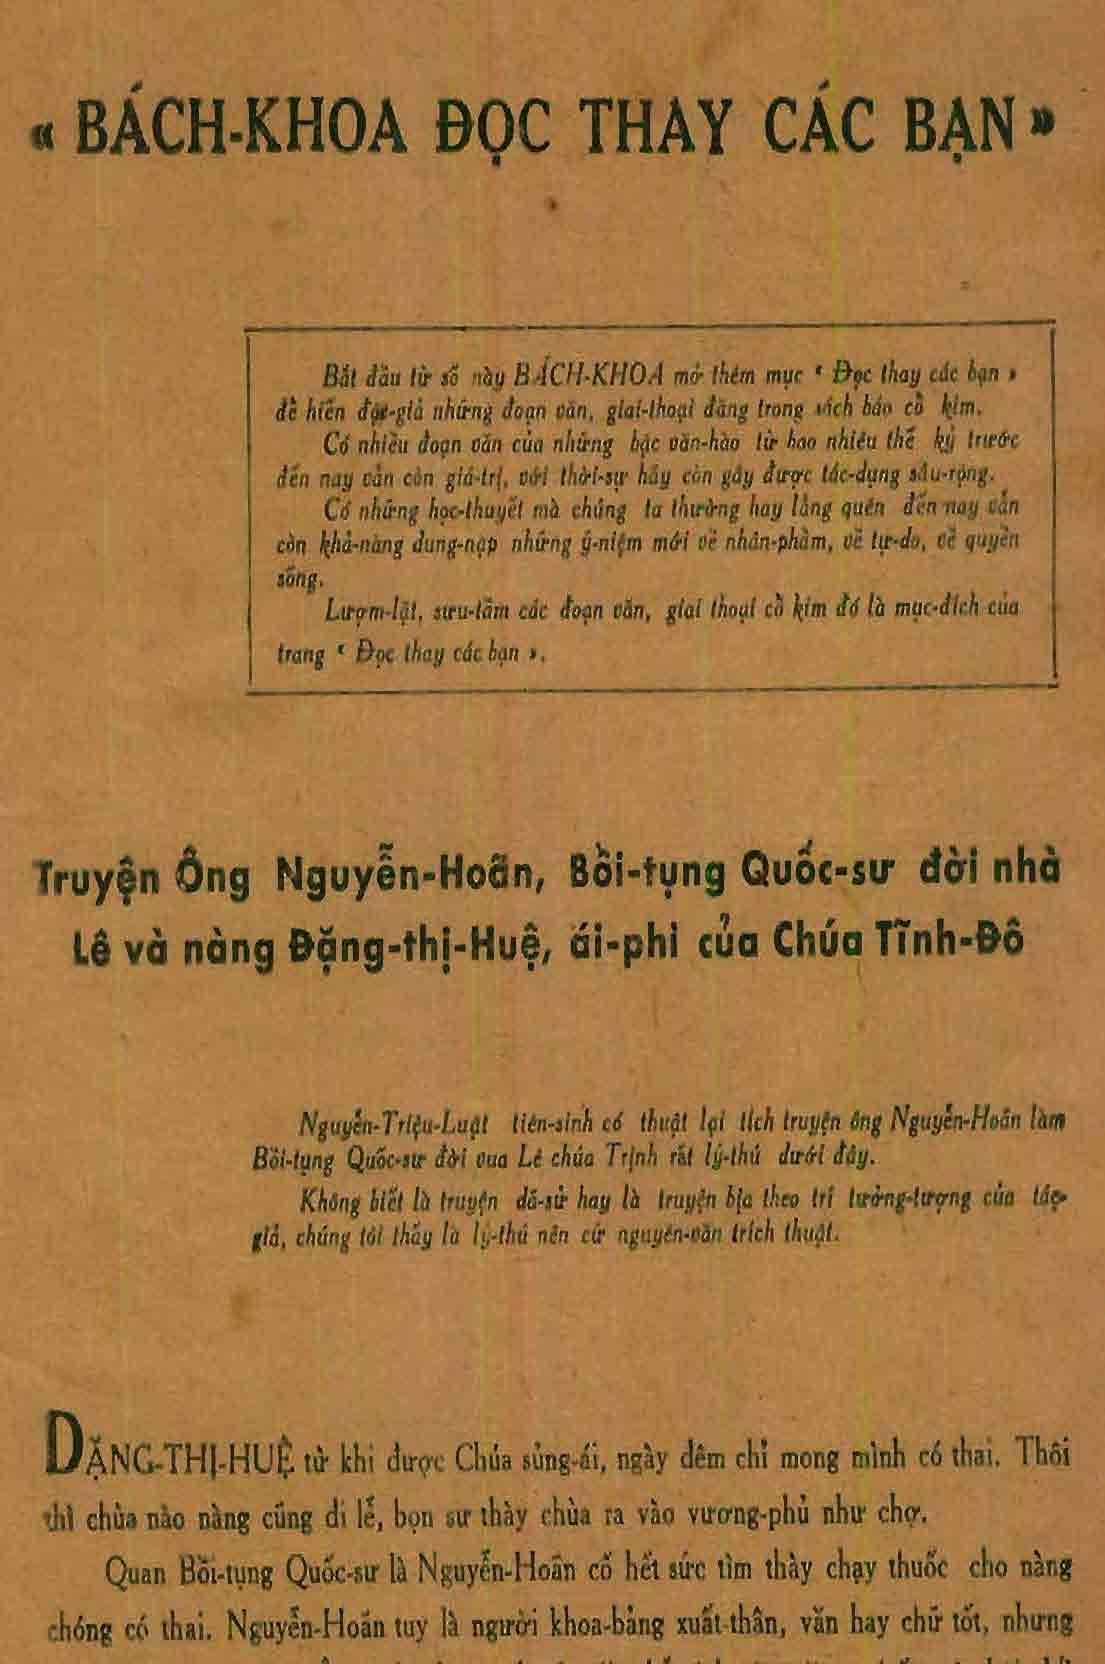 « BÁCH-KHOA ĐỌC THAY CÁC BẠN »
Bắt đầu từ số này BÁCH-KHOA mở thêm mục « Đọc thay các bạn »
để hiến độc-giả những đoạn văn, giai-thoại đăng trong sách báo cổ kim.
Có nhiều đoạn văn của những bậc văn-hào từ bao nhiêu thế kỷ trước
đến nay vẫn còn giá-trị, với thời-sự hãy còn gây được tác-dụng sâu-rộng.
Có những học-thuyết mà chúng ta thường hay lãng quên đến nay vẫn
còn khả-năng dung-nạp những ý-niệm mới về nhân-phẩm, về tự-do, về quyền
sống.
Lượm-lặt, sưu-tầm các đoạn văn, giai thoại cổ kim đó là mục-đích của
trang « Đọc thay các bạn ».
Truyện Ông Nguyễn-Hoãn, Bồi-tụng Quốc-sư đời nhà
Lê và nàng Đặng-thị-Huệ, ái-phi của Chúa Tĩnh-Đô
Nguyễn-Triệu-Luật tiên-sinh có thuật lại tích truyện ông Nguyễn-Hoãn làm
Bồi-tụng Quốc-sư đời vua Lê chúa Trịnh rất lý-thú dưới đây.
Không biết là truyện dã-sử hay là truyện bịa theo trí tưởng-tượng của tác-
giả, chúng tôi thấy là lý-thú nên cứ nguyên-văn trích thuật.
ĐẶNG-THỊ-HUỆ từ khi được Chúa sủng-ái, ngày đêm chỉ mong mình có thai. Thôi
thì chùa nào nàng cũng đi lễ, bọn sư thày chùa ra vào vương-phủ như chợ.
Quan Bồi-tụng Quốc-sư là Nguyễn-Hoãn cố hết sức tìm thày chạy thuốc cho nàng
chóng có thai. Nguyễn-Hoãn tuy là người khoa-bảng xuất-thân, văn hay chữ tốt, nhưng